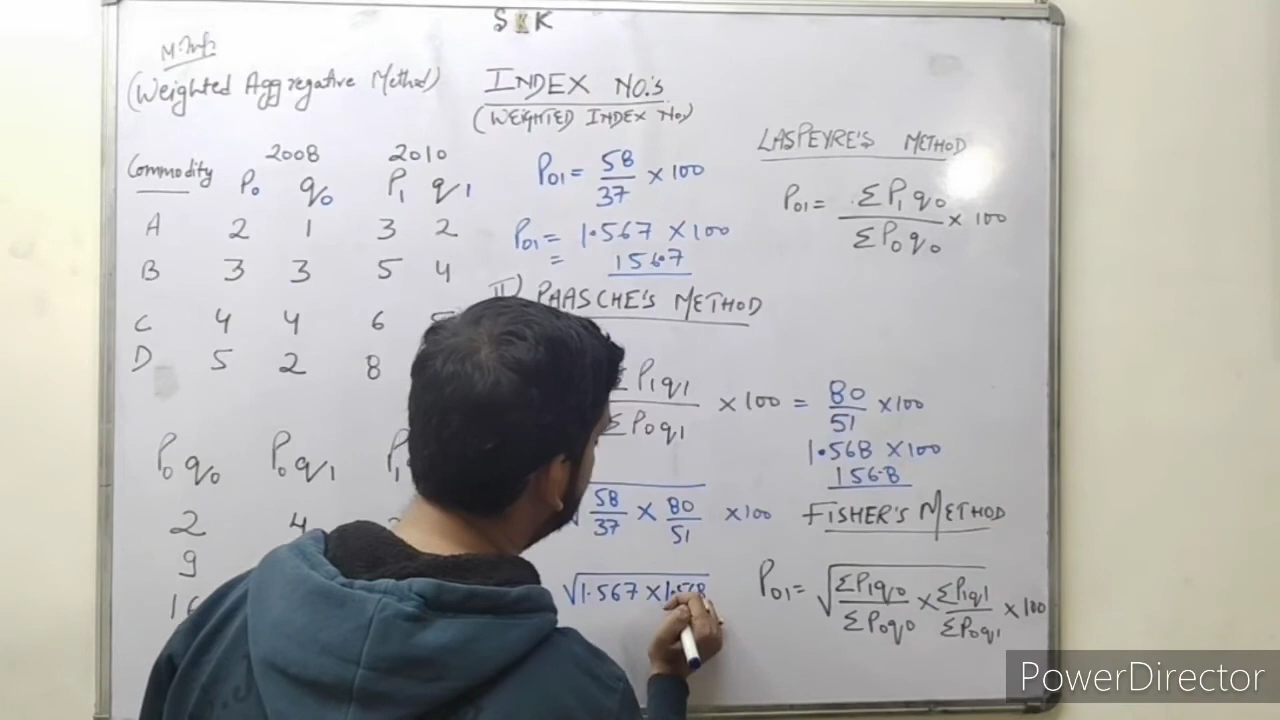 SKK
(Weighted Aggregative Method)
INDEX NO.'s
(WEIGHTED INDEX No.)
Commodity 2008 2010
P₀ q₀ P₁ q₁
A 2 1 3 2
B 3 3 5 4
C 4 4 6
D 5 2 8
P₀q₀ P₀q₁
2 4
9
P₀₁ = 58/37 × 100
P₀₁ = 1.567 × 100
= 156.7
II) PAASCHE'S METHOD
ΣP₁q₁/ΣP₀q₁ × 100 = 80/51 × 100
1.568 × 100
156.8
√58/37 × 80/51 × 100
√1.567 × 1.568
LASPEYRE'S METHOD
P₀₁ = ΣP₁q₀/ΣP₀q₀ × 100
FISHER'S METHOD
P₀₁ = √ΣP₁q₀/ΣP₀q₀ × ΣP₁q₁/ΣP₀q₁ × 100
PowerDirector